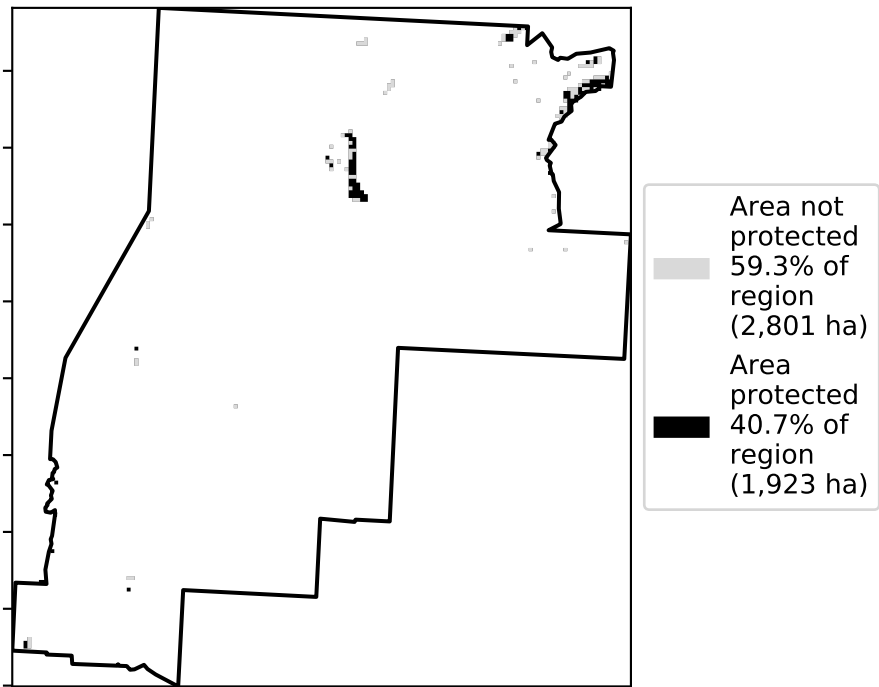 Area not
protected
59.3% of
region
(2,801 ha)
Area
protected
40.7% of
region
(1,923 ha)